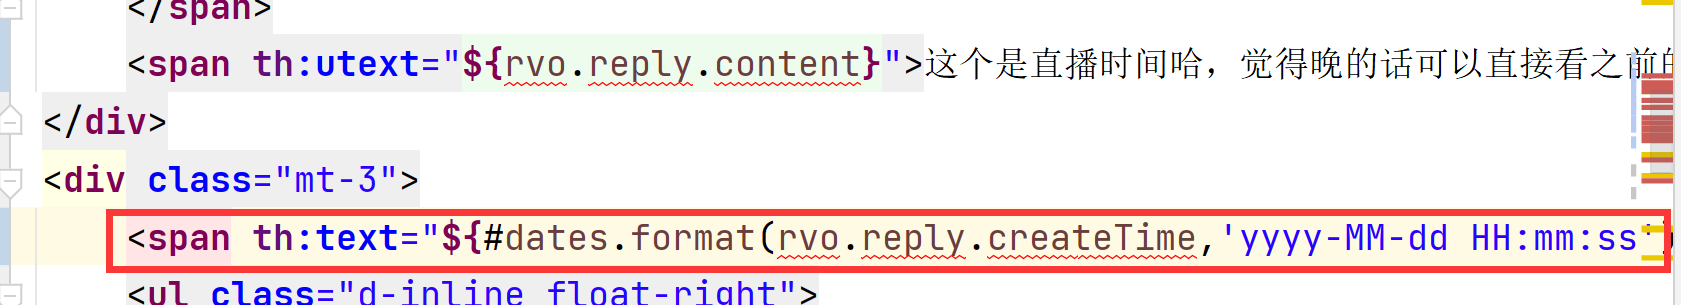 </span>
<span th:utext="${rvo.reply.content}">这个是直播时间哈，觉得晚的话可以直接看之前的
</div>
<div class="mt-3">
<span th:text="${#dates.format(rvo.reply.createTime,'yyyy-MM-dd HH:mm:ss'
<ul class="d-inline float-right">